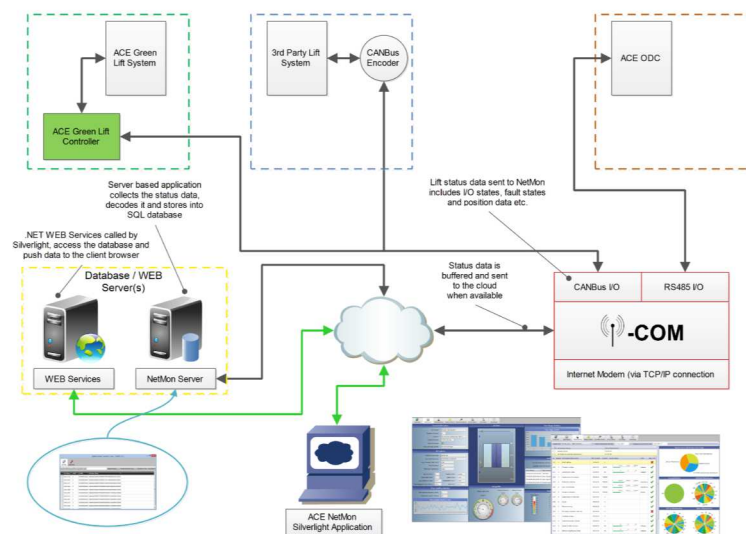 ACE Green
Lift System
3rd Party Lift
System
CANBus
Encoder
ACE ODC
ACE Green Lift
Controller
Server based application
collects the status data,
decodes it and stores into
SQL database
Lift status data sent to NetMon
includes I/O states, fault states
and position data etc.
.NET WEB Services called by
Silverlight, access the database and
push data to the client browser
Database / WEB
Server(s)
Status data is
buffered and sent
to the cloud
when available
CANBus I/O
RS485 I/O
-COM
WEB Services
NetMon Server
Internet Modem (via TCP/IP connection
ACE NetMon
Silverlight Application